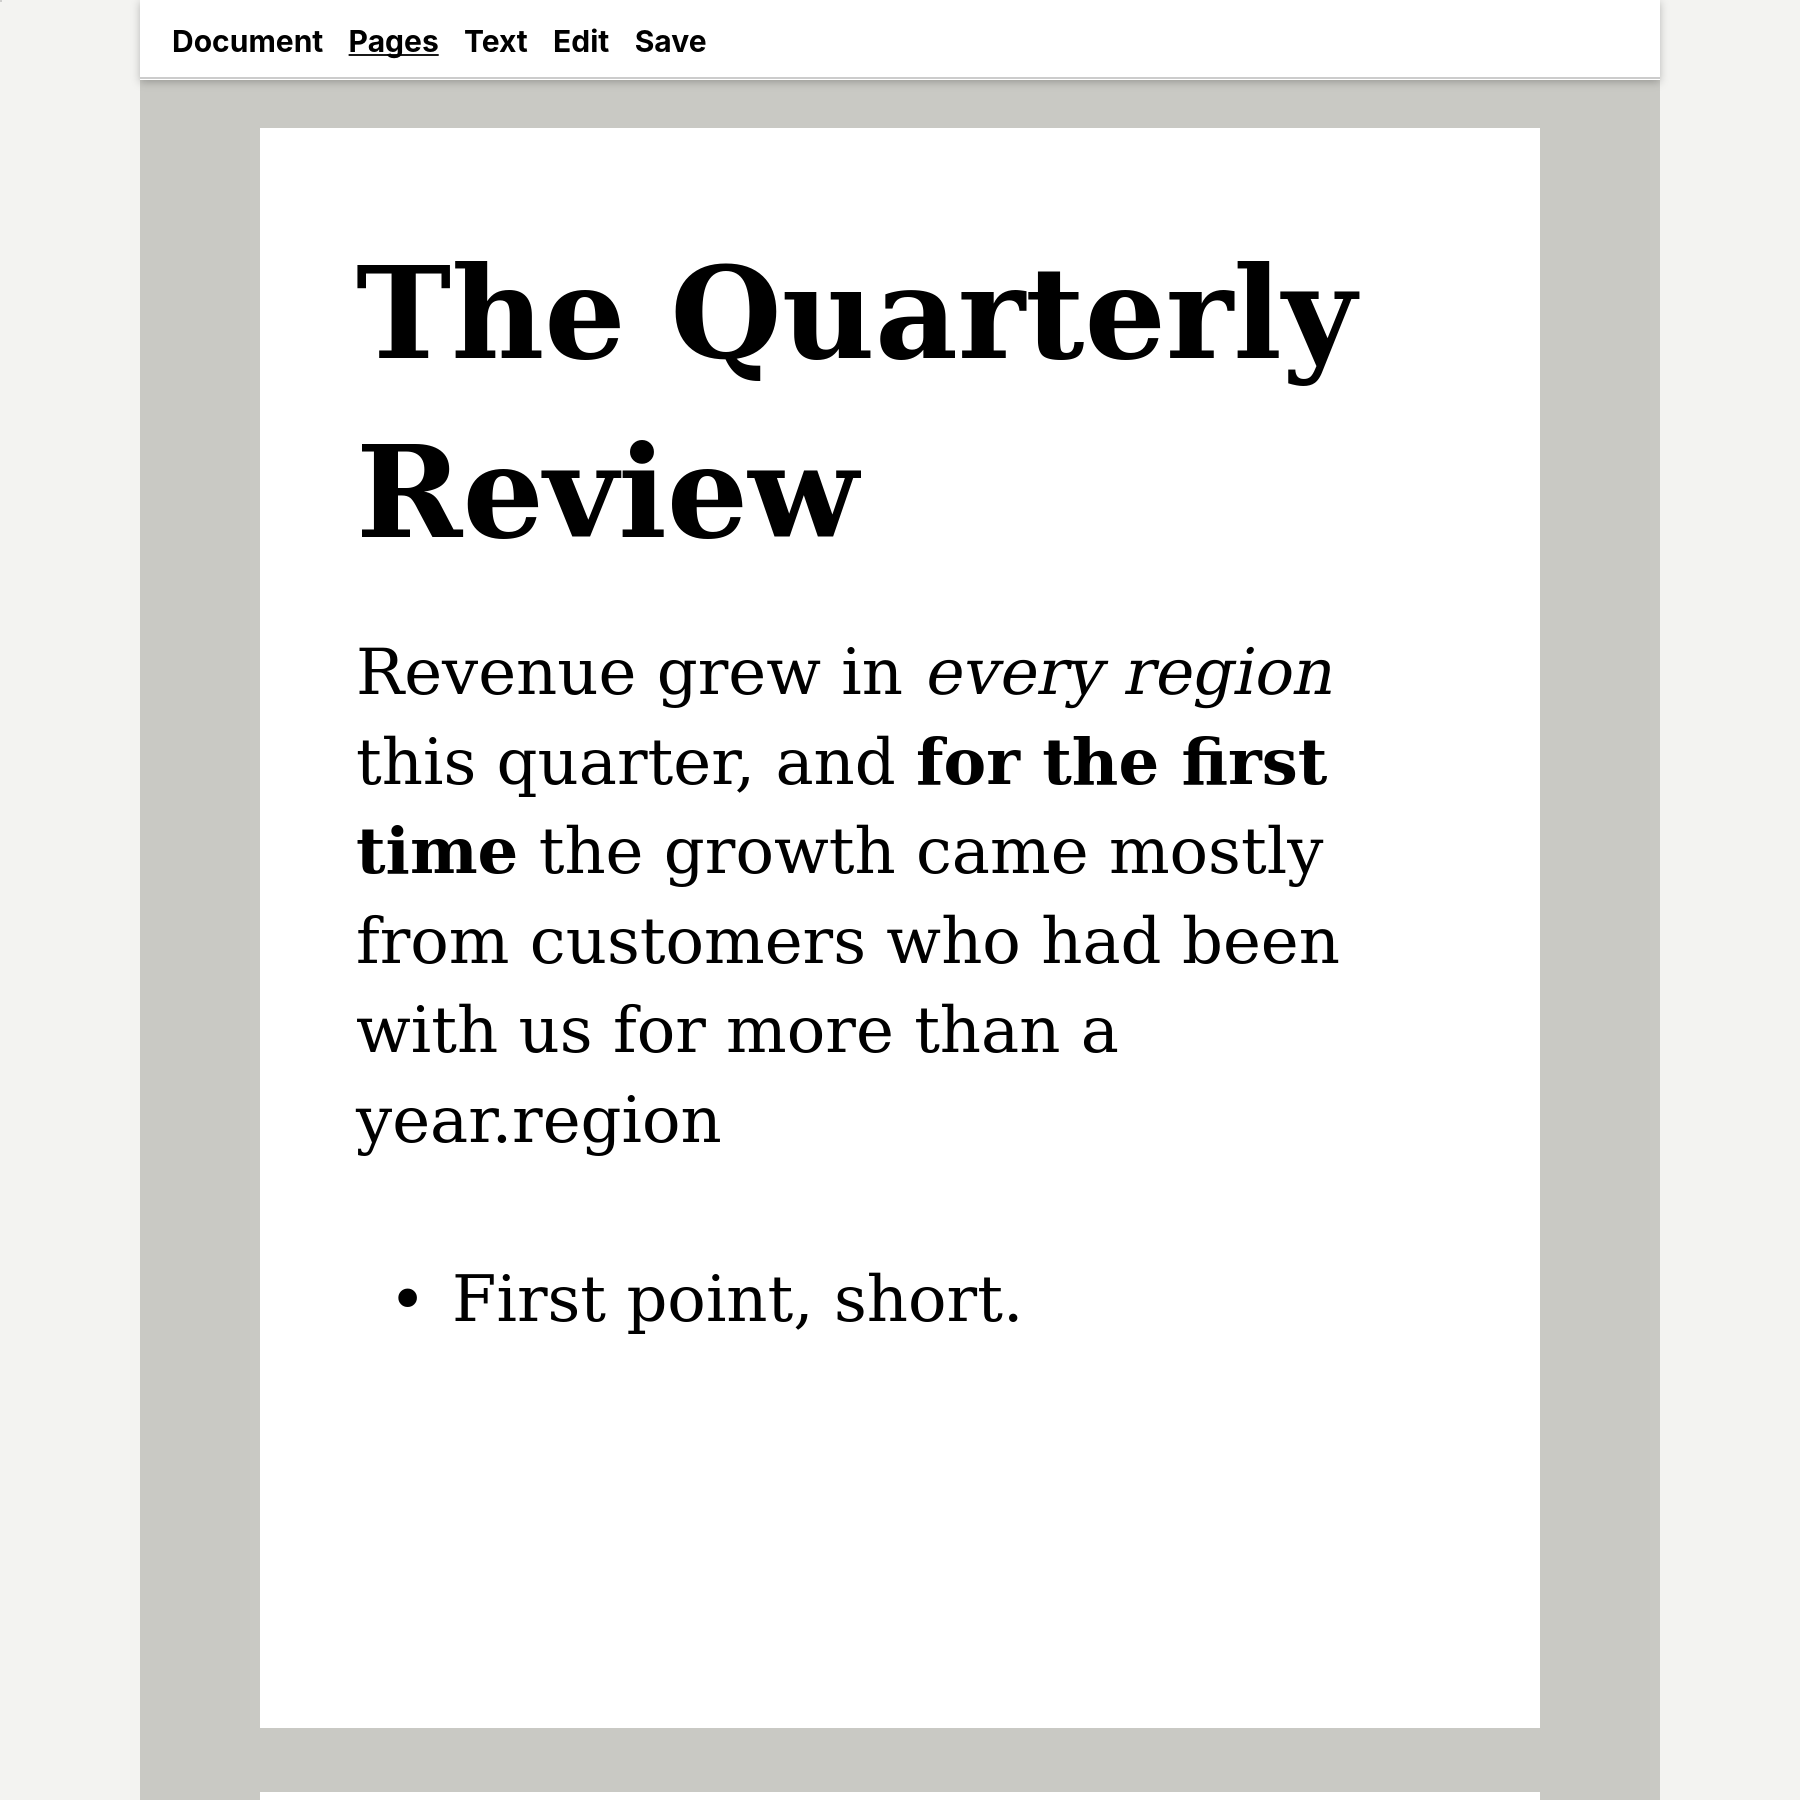 Document Pages Text Edit Save
The Quarterly
Review
Revenue grew in every region
this quarter, and for the first
time the growth came mostly
from customers who had been
with us for more than a
year.region
• First point, short.